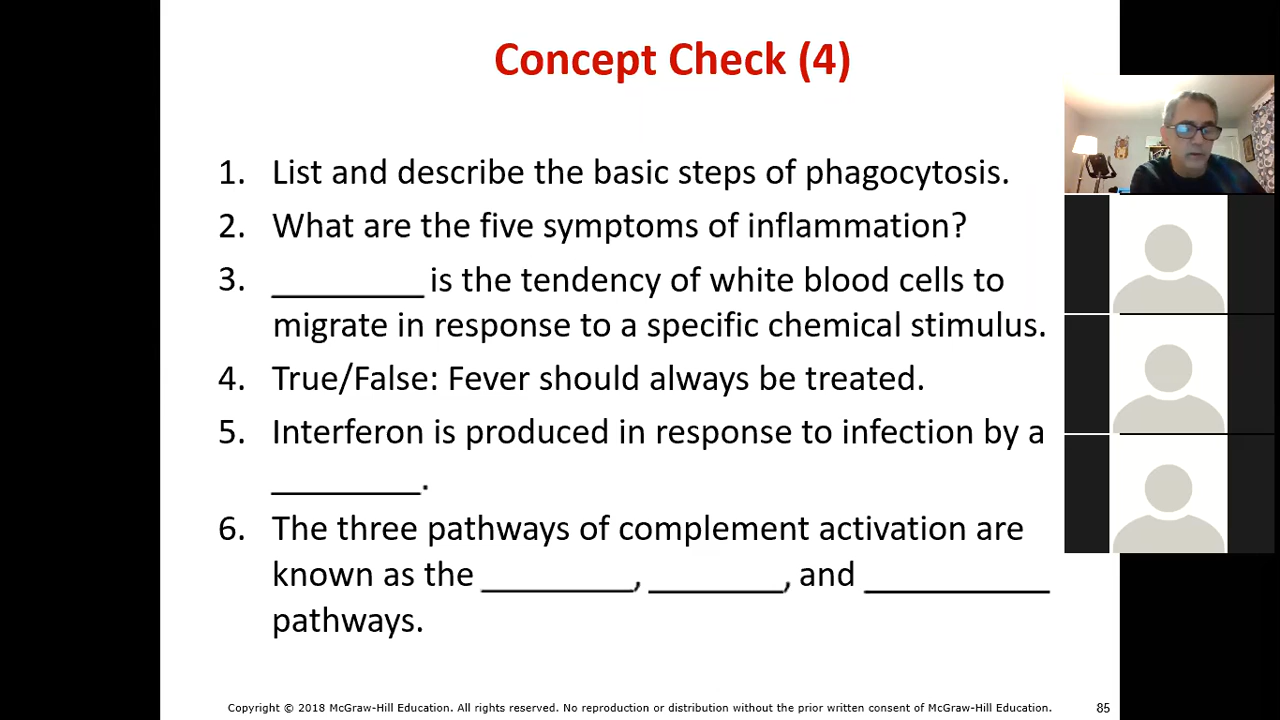 Concept Check (4)
1. List and describe the basic steps of phagocytosis.
2. What are the five symptoms of inflammation?
3. _________ is the tendency of white blood cells to
migrate in response to a specific chemical stimulus.
4. True/False: Fever should always be treated.
5. Interferon is produced in response to infection by a
_________.
6. The three pathways of complement activation are
known as the _________, ________, and ___________
pathways.
Copyright © 2018 McGraw-Hill Education. All rights reserved. No reproduction or distribution without the prior written consent of McGraw-Hill Education. 85